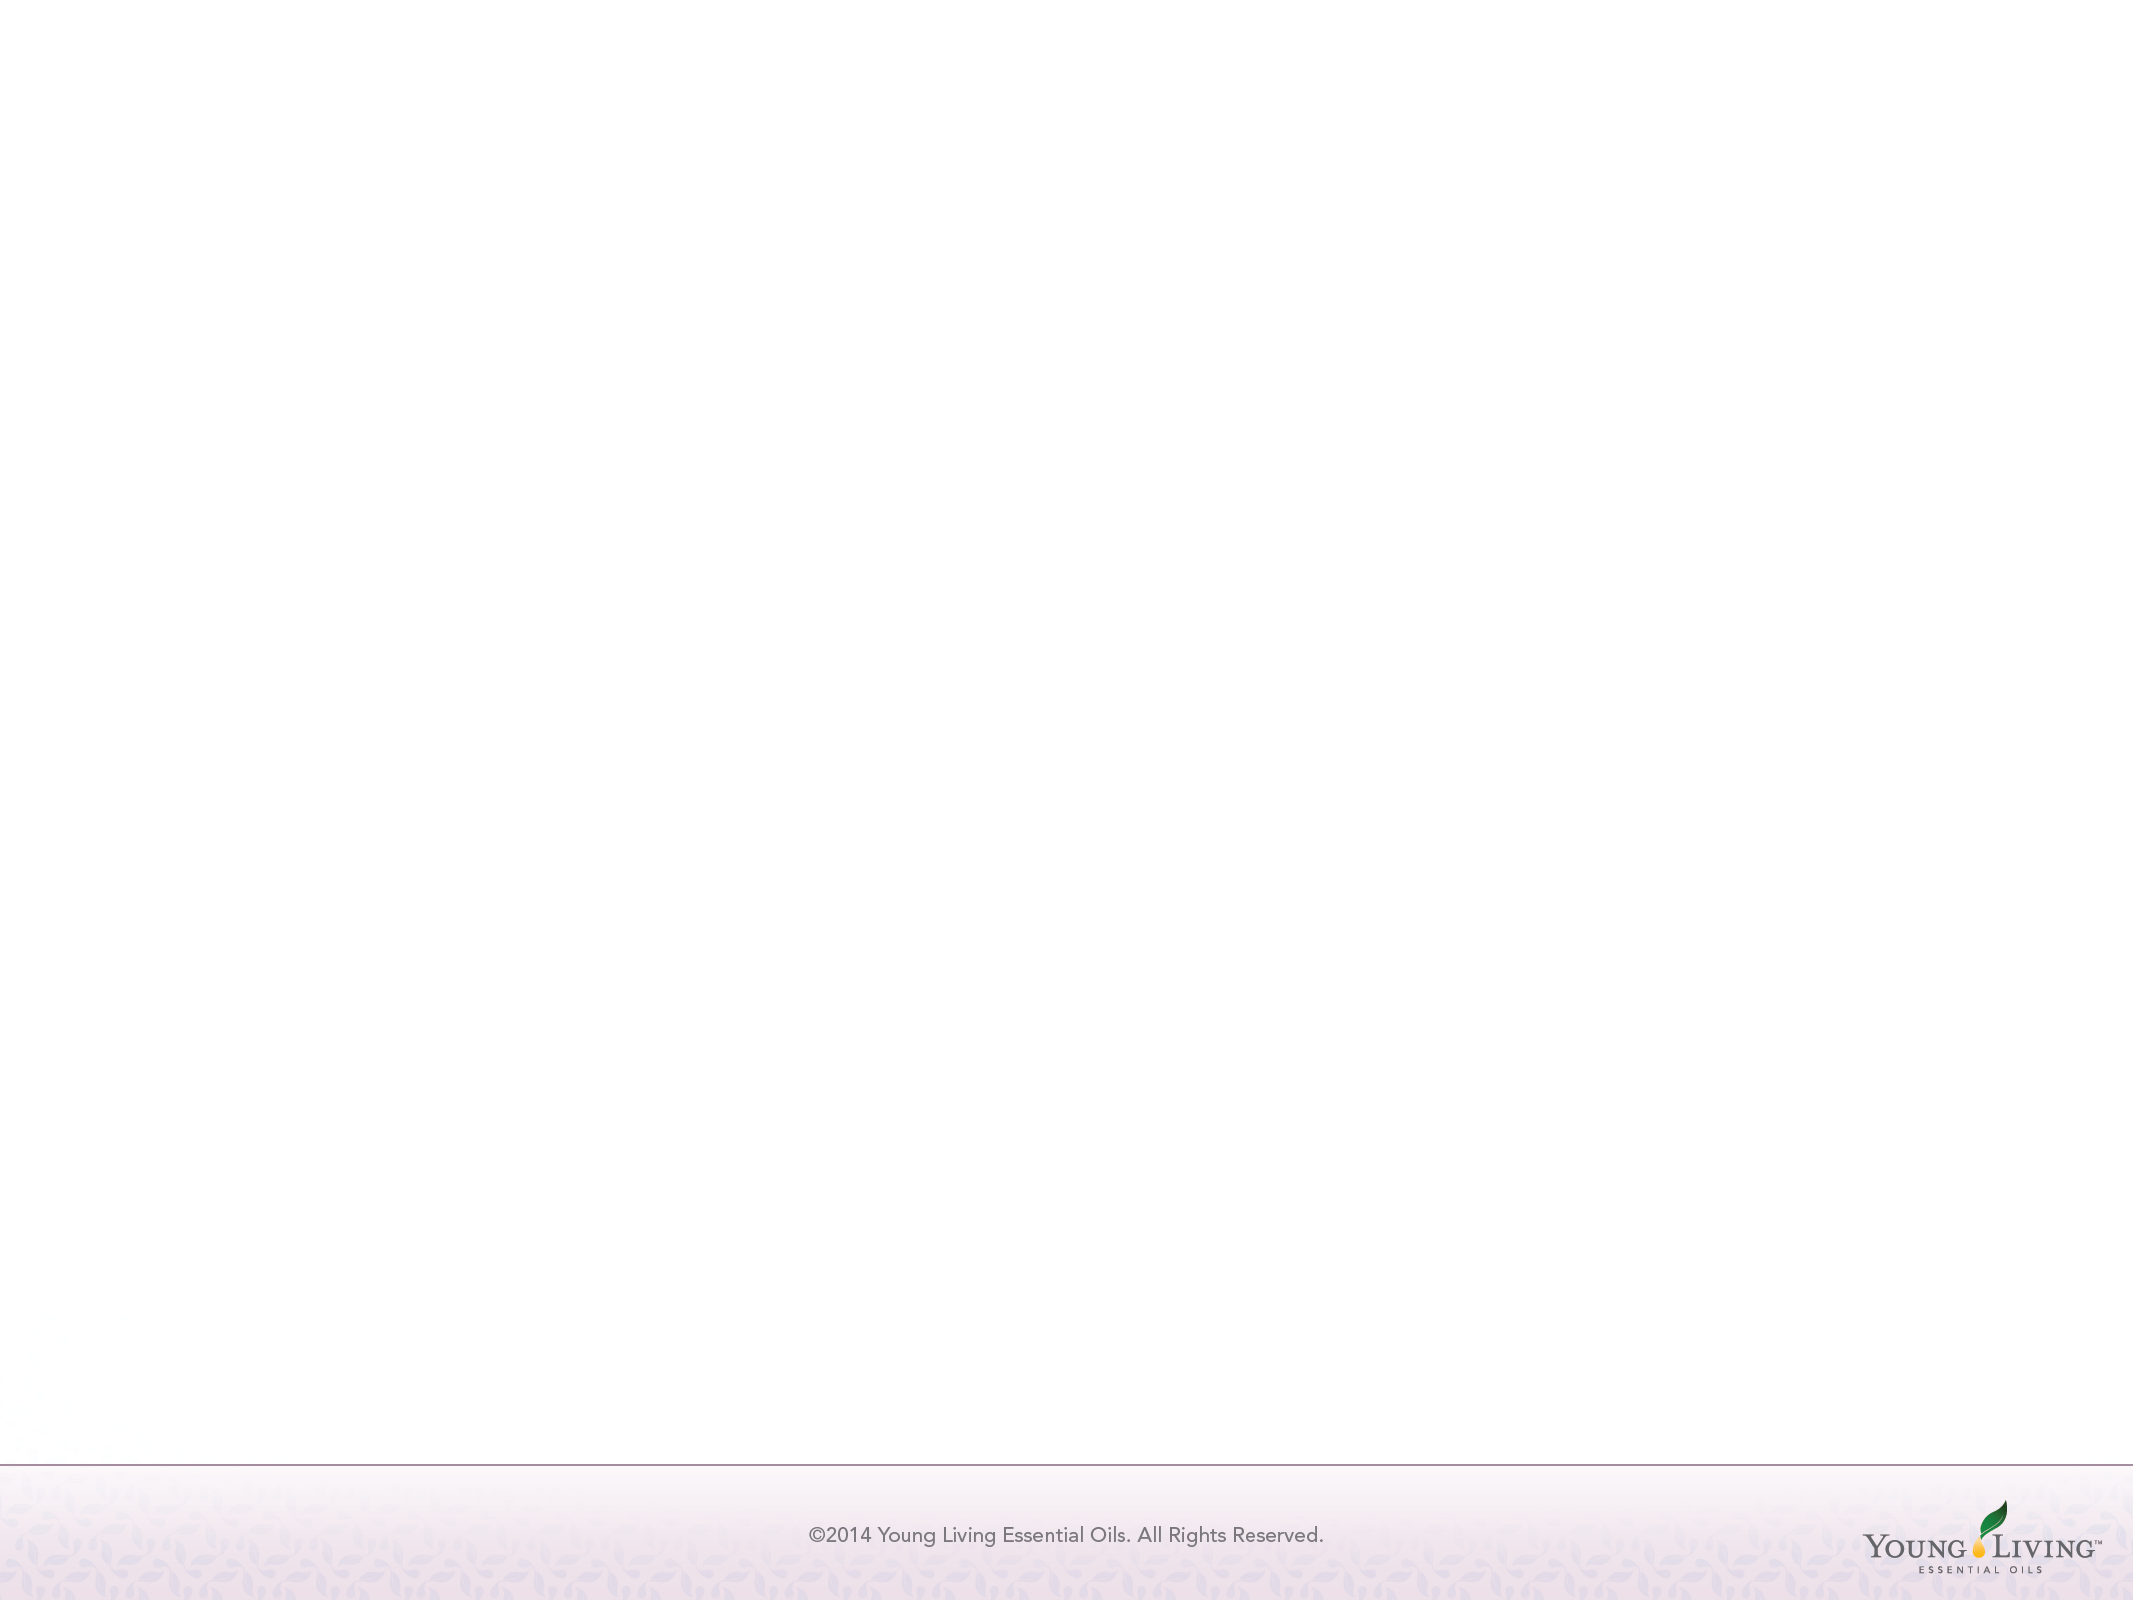 ©2014 Young Living Essential Oils. All Rights Reserved.
YOUNG LIVING™
ESSENTIAL OILS